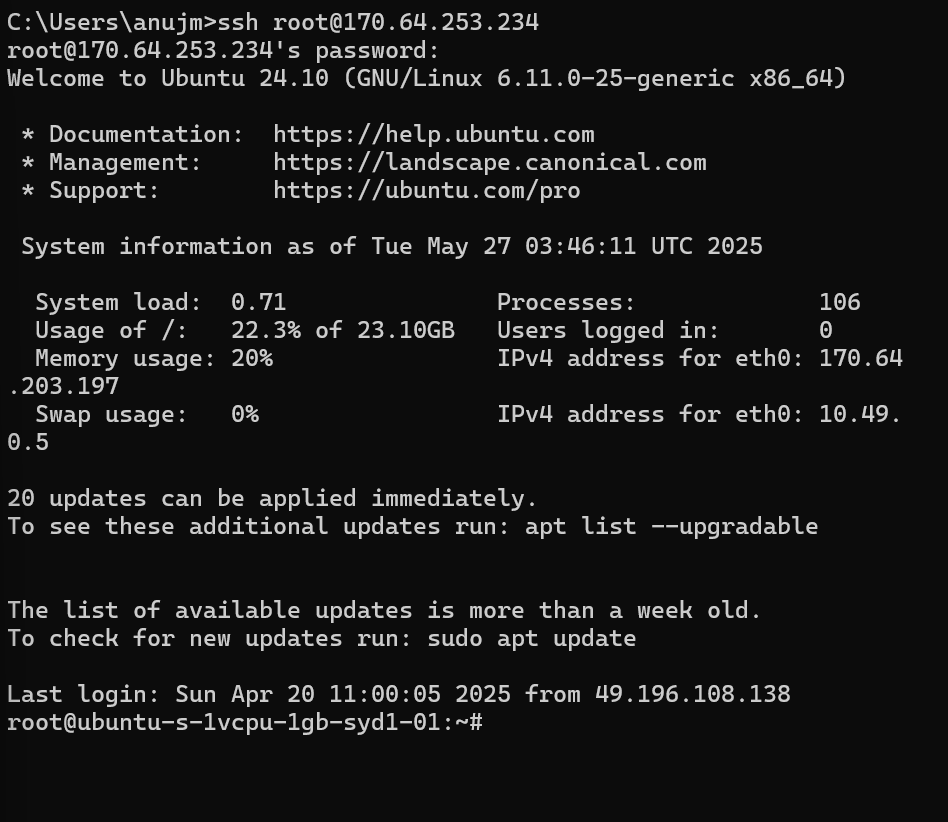 C:\Users\anujm>ssh root@170.64.253.234
root@170.64.253.234's password:
Welcome to Ubuntu 24.10 (GNU/Linux 6.11.0-25-generic x86_64)
* Documentation:  https://help.ubuntu.com
* Management:     https://landscape.canonical.com
* Support:        https://ubuntu.com/pro
System information as of Tue May 27 03:46:11 UTC 2025
System load:  0.71               Processes:             106
Usage of /:   22.3% of 23.10GB   Users logged in:       0
Memory usage: 20%                IPv4 address for eth0: 170.64
.203.197
Swap usage:   0%                 IPv4 address for eth0: 10.49.
0.5
20 updates can be applied immediately.
To see these additional updates run: apt list --upgradable
The list of available updates is more than a week old.
To check for new updates run: sudo apt update
Last login: Sun Apr 20 11:00:05 2025 from 49.196.108.138
root@ubuntu-s-1vcpu-1gb-syd1-01:~#